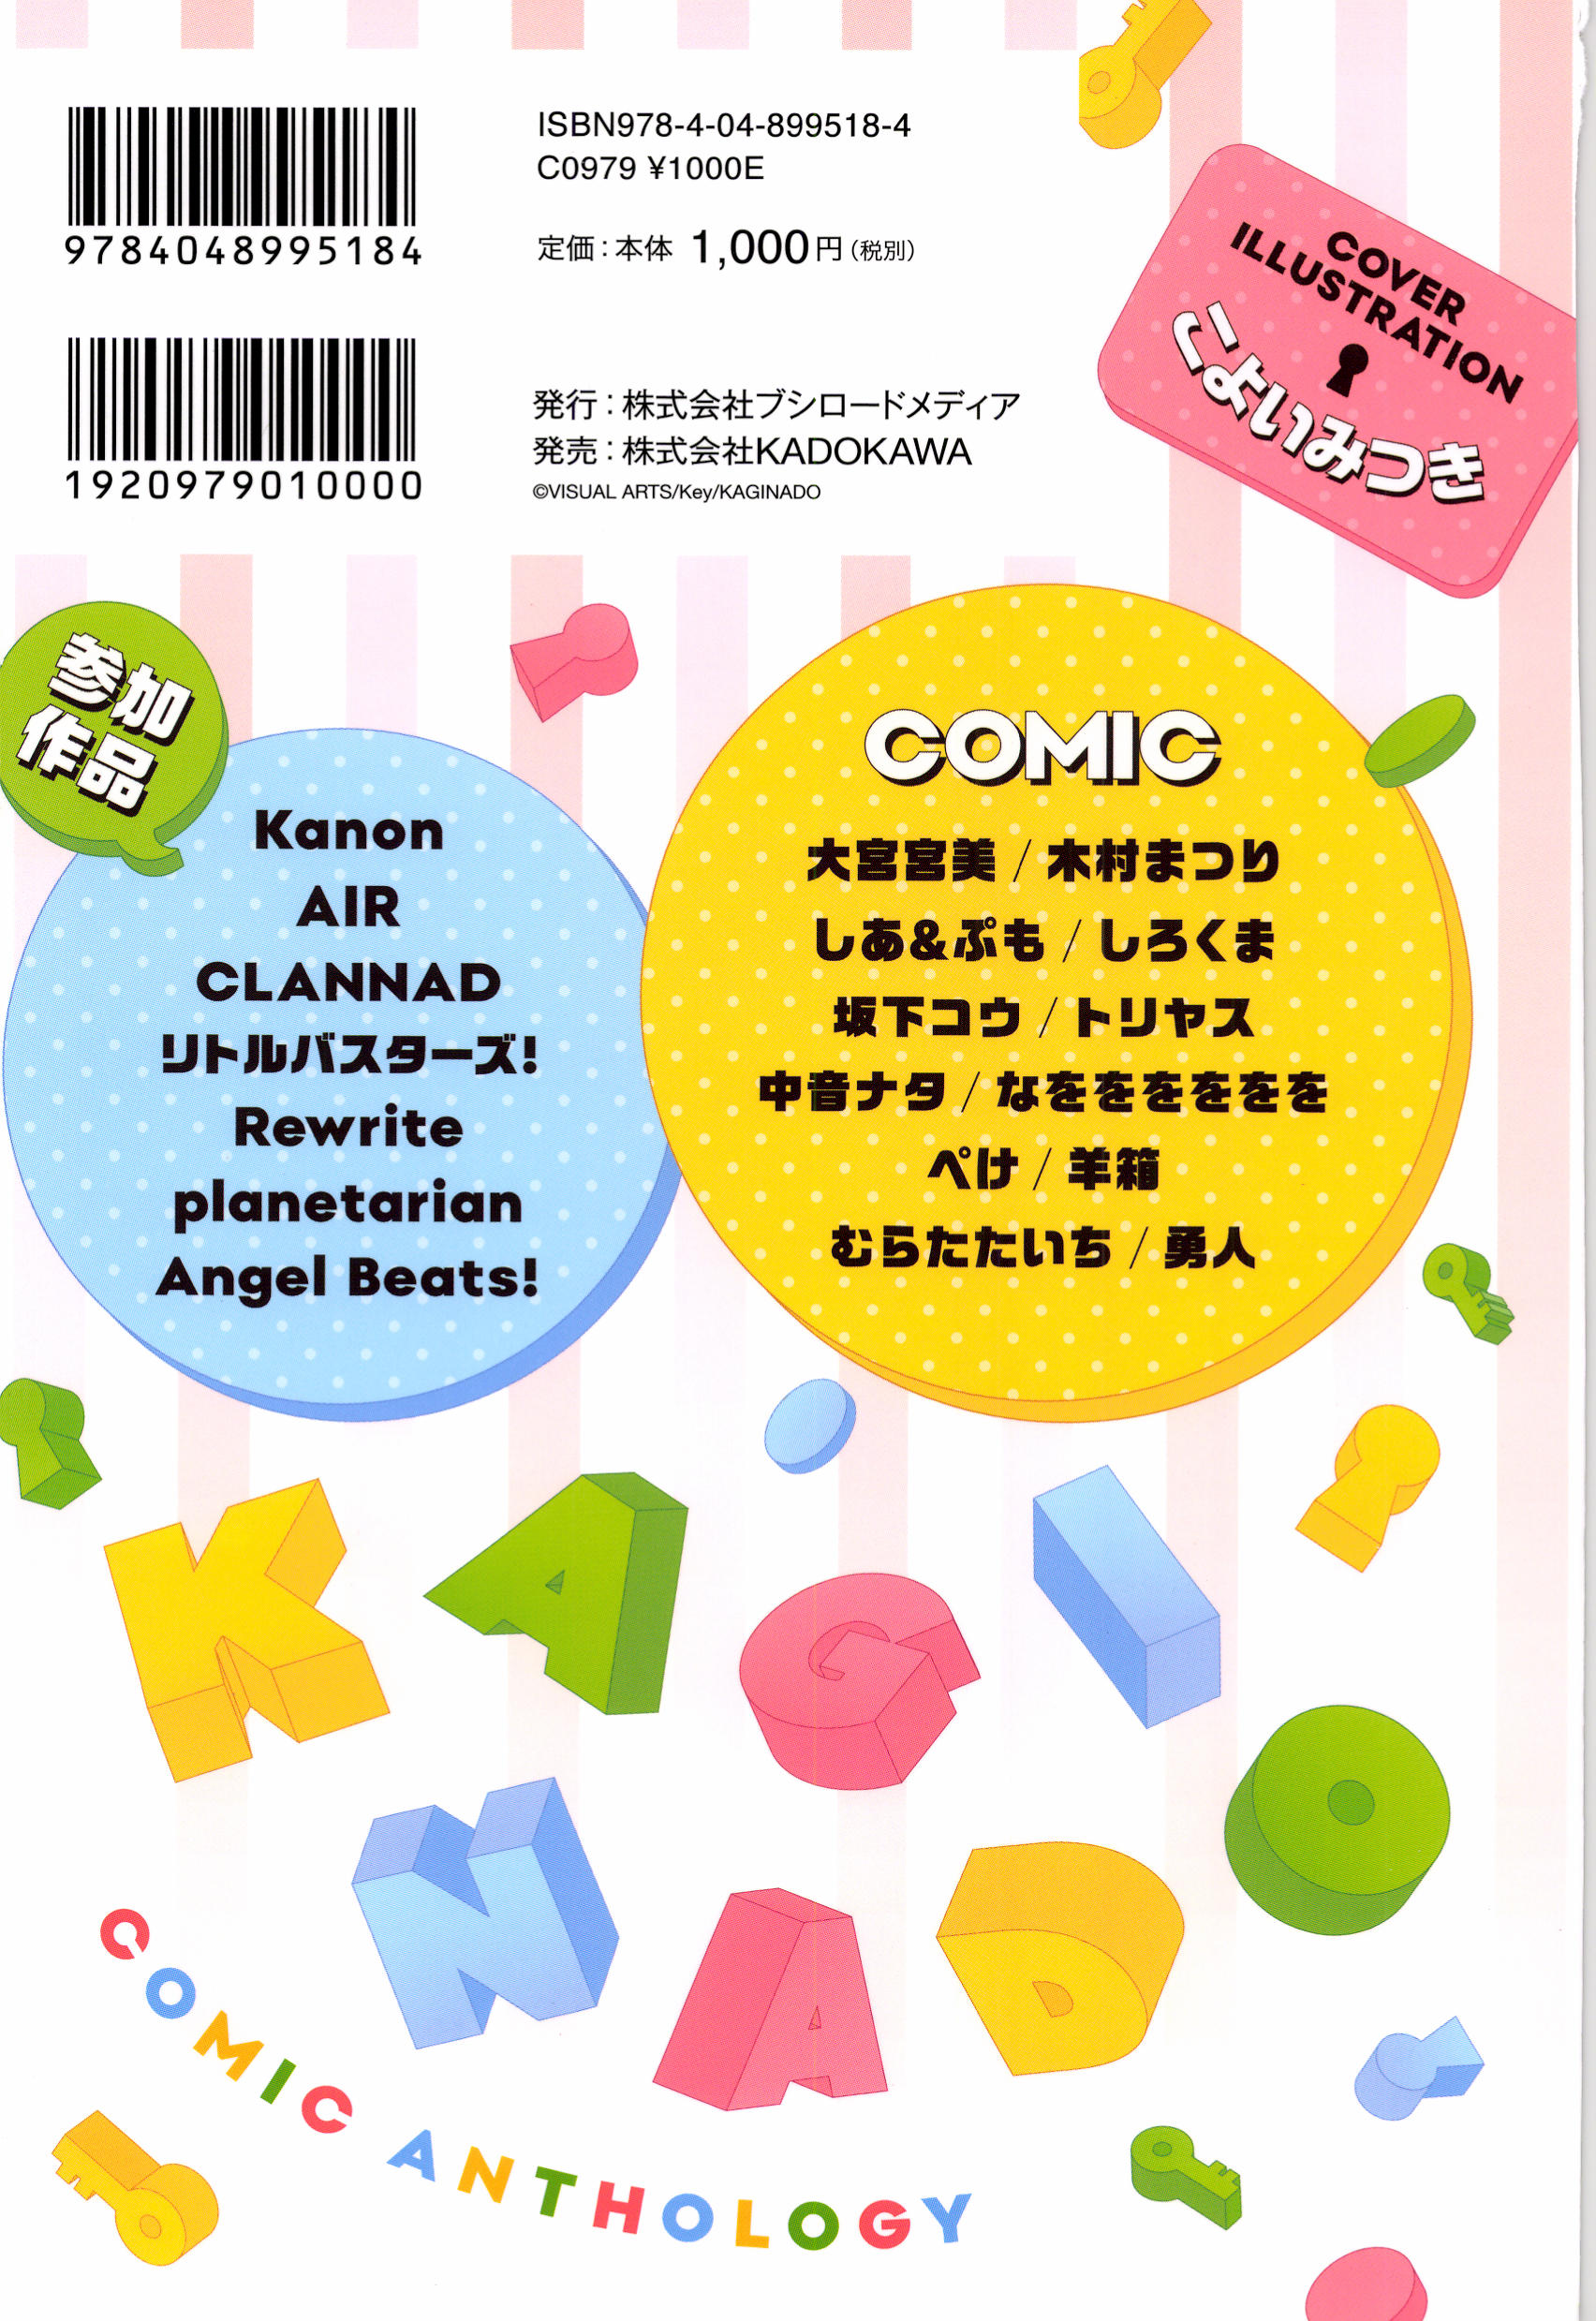 9784048995184
1920979010000
ISBN978-4-04-899518-4
C0979 ¥1000E
定価：本体 1,000円（税別）
発行：株式会社ブシロードメディア
発売：株式会社KADOKAWA
©VISUAL ARTS/Key/KAGINADO
COVER
ILLUSTRATION
こよいみつき
参加
作品
Kanon
AIR
CLANNAD
リトルバスターズ！
Rewrite
planetarian
Angel Beats!
COMIC
大宮宮美 / 木村まつり
しあ&ぷも / しろくま
坂下コウ / トリヤス
中音ナタ / なををををををを
ぺけ / 羊箱
むらたたいち / 勇人
KAGI
NADO
COMIC ANTHOLOGY